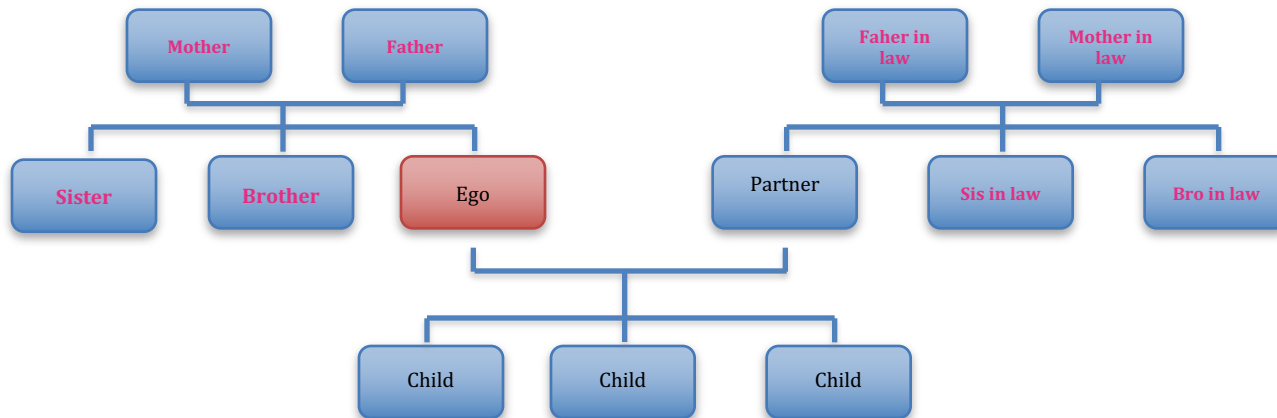 Mother
Father
Faher in
law
Mother in
law
Sister
Brother
Ego
Partner
Sis in law
Bro in law
Child
Child
Child